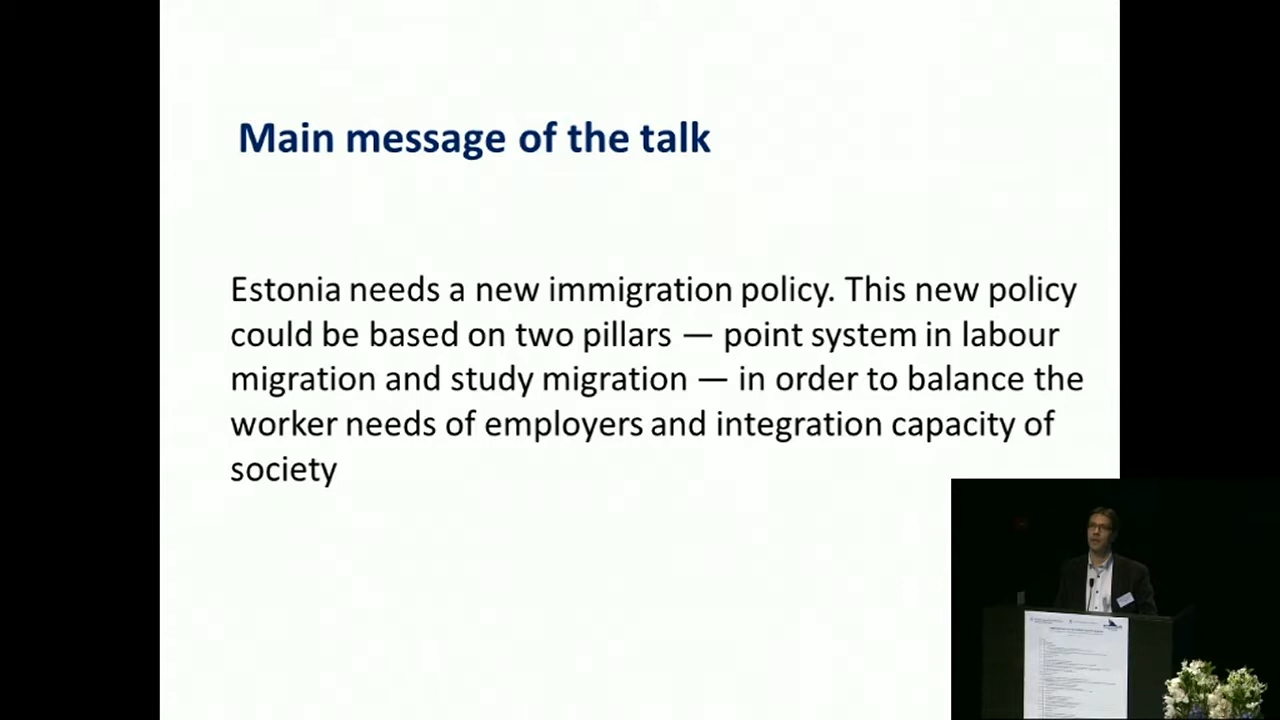 Main message of the talk
Estonia needs a new immigration policy. This new policy
could be based on two pillars — point system in labour
migration and study migration — in order to balance the
worker needs of employers and integration capacity of
society